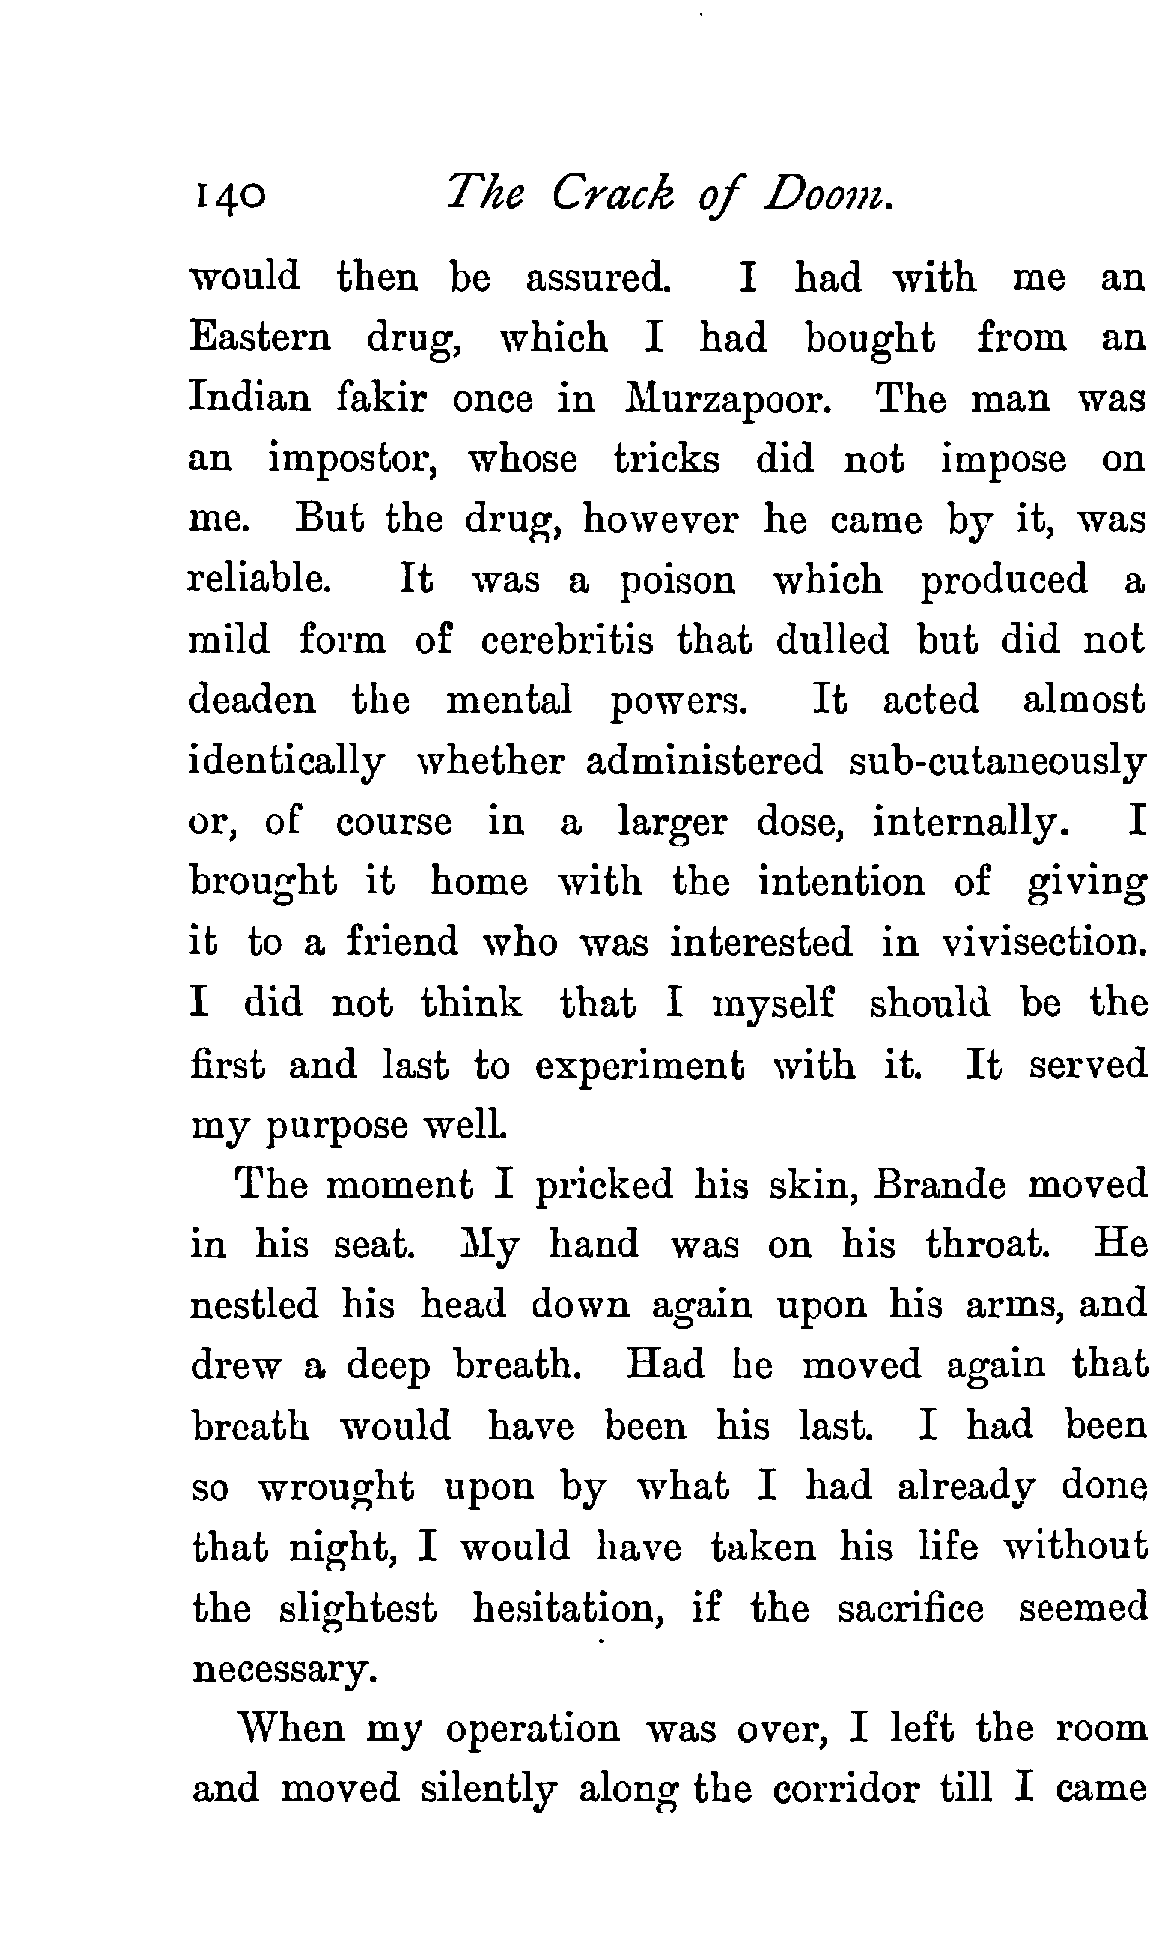 140 The Crack of Doom.
would then be assured. I had with me an
Eastern drug, which I had bought from an
Indian fakir once in Murzapoor. The man was
an impostor, whose tricks did not impose on
me. But the drug, however he came by it, was
reliable. It was a poison which produced a
mild form of cerebritis that dulled but did not
deaden the mental powers. It acted almost
identically whether administered sub-cutaneously
or, of course in a larger dose, internally. I
brought it home with the intention of giving
it to a friend who was interested in vivisection.
I did not think that I myself should be the
first and last to experiment with it. It served
my purpose well.
The moment I pricked his skin, Brande moved
in his seat. My hand was on his throat. He
nestled his head down again upon his arms, and
drew a deep breath. Had he moved again that
breath would have been his last. I had been
so wrought upon by what I had already done
that night, I would have taken his life without
the slightest hesitation, if the sacrifice seemed
necessary.
When my operation was over, I left the room
and moved silently along the corridor till I came